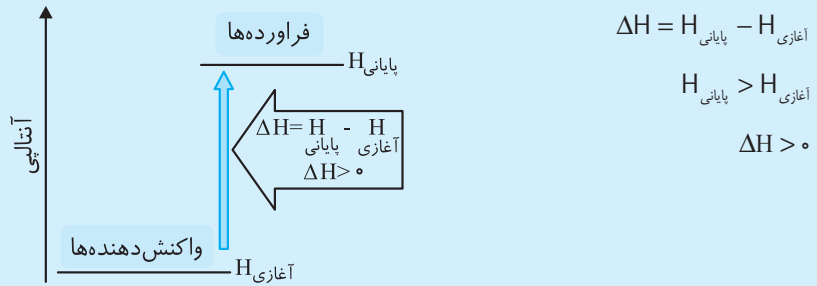 فراورده‌ها
H پایانی
آنتالپی
ΔH= H پایانی - H آغازی
ΔH> ۰
واکنش‌دهنده‌ها
H آغازی
ΔH = H پایانی − H آغازی
H پایانی > H آغازی
ΔH > ۰